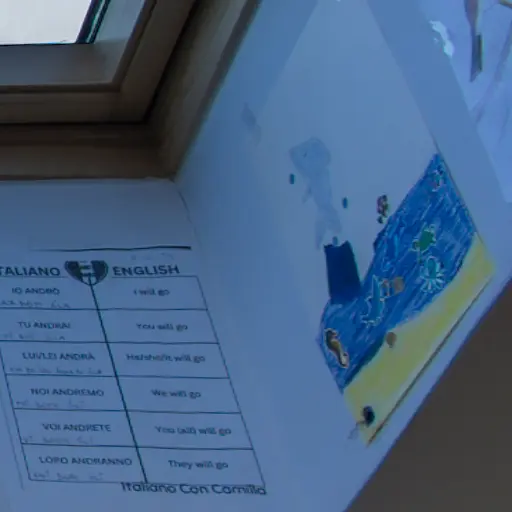 ITALIANO ENGLISH
IO ANDRÒ I will go
TU ANDRAI You will go
LUI/LEI ANDRÀ He/she/it will go
NOI ANDREMO We will go
VOI ANDRETE You (all) will go
LORO ANDRANNO They will go
Italiano Con Camilla